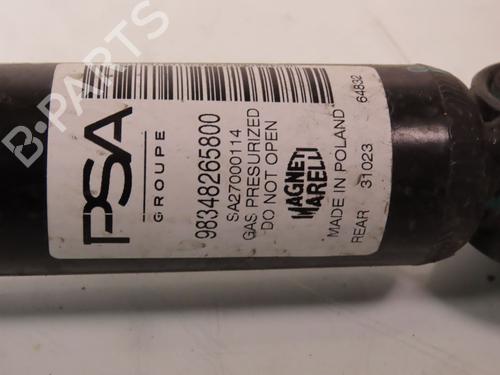 PSA
GROUPE
98348265800
SA27000114
GAS PRESURIZED
DO NOT OPEN
MAGNETI
MARELLI
MADE IN POLAND
REAR 31023
64832
B-PARTS